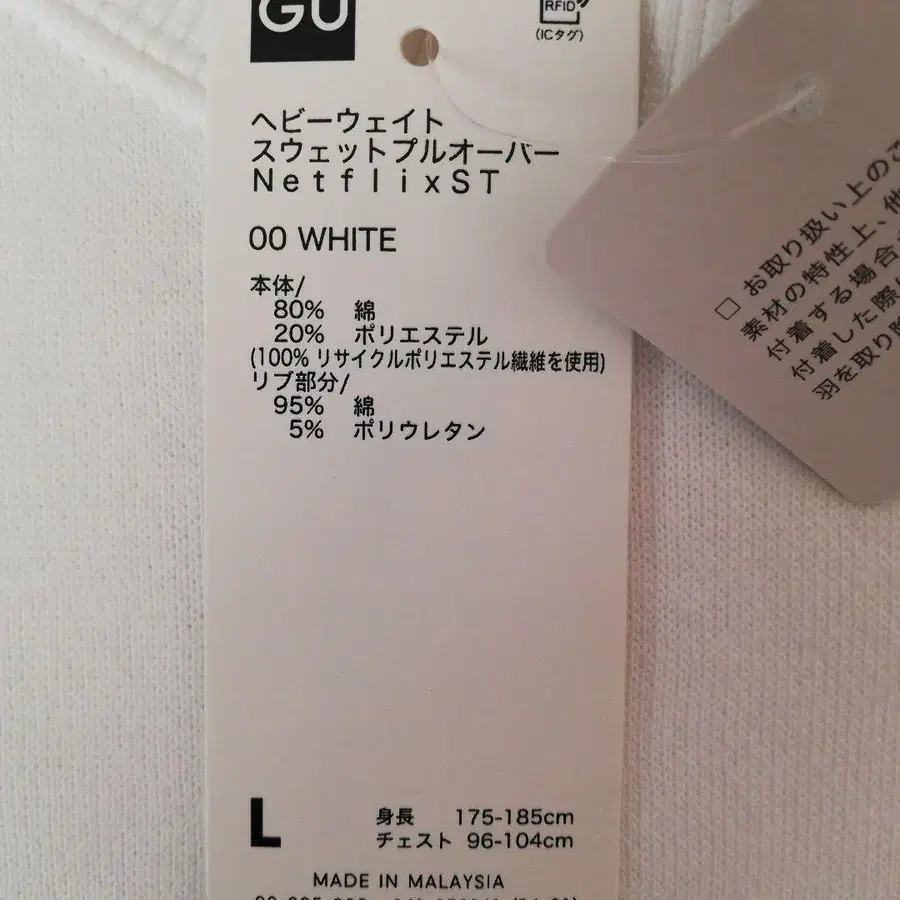 GU
RFID
(ICタグ)
ヘビーウェイト
スウェットプルオーバー
NetflixST
00 WHITE
本体/
80% 綿
20% ポリエステル
(100% リサイクルポリエステル繊維を使用)
リブ部分/
95% 綿
5% ポリウレタン
L
身長 175-185cm
チェスト 96-104cm
MADE IN MALAYSIA
□ お取り扱い上のご
素材の特性上、他
付着する場合
付着した際
羽を取り除